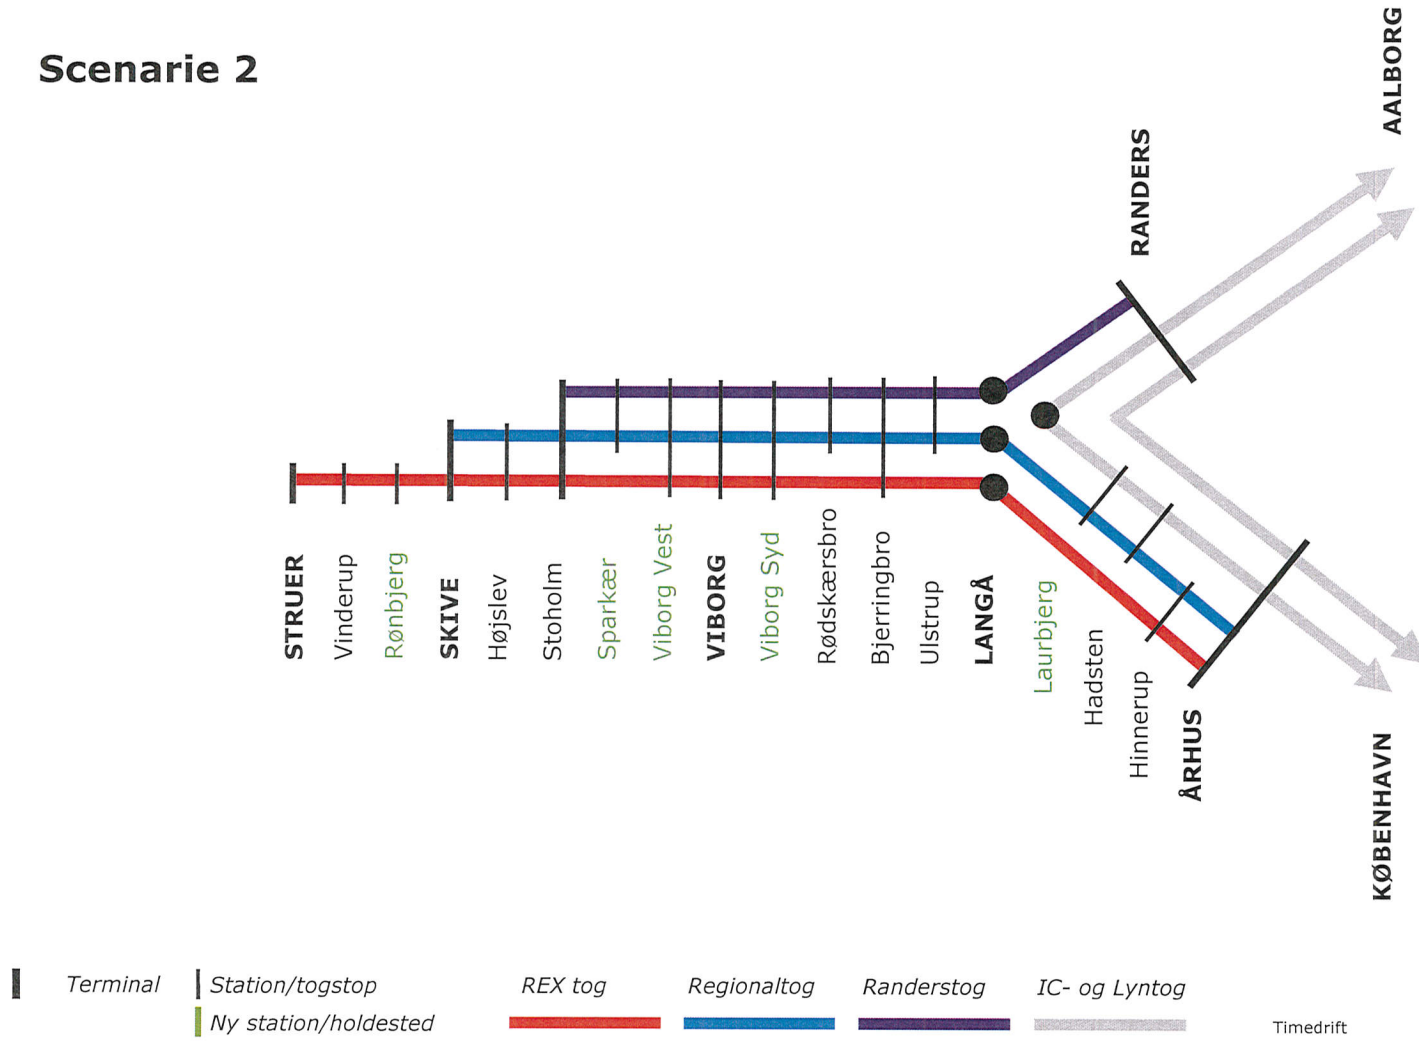 Scenarie 2
AALBORG
RANDERS
STRUER
Vinderup
Rønbjerg
SKIVE
Højslev
Stoholm
Sparkær
Viborg Vest
VIBORG
Viborg Syd
Rødskærsbro
Bjerringbro
Ulstrup
LANGÅ
Laurbjerg
Hadsten
Hinnerup
ÅRHUS
KØBENHAVN
Terminal
Station/togstop
Ny station/holdested
REX tog
Regionaltog
Randerstog
IC- og Lyntog
Timedrift